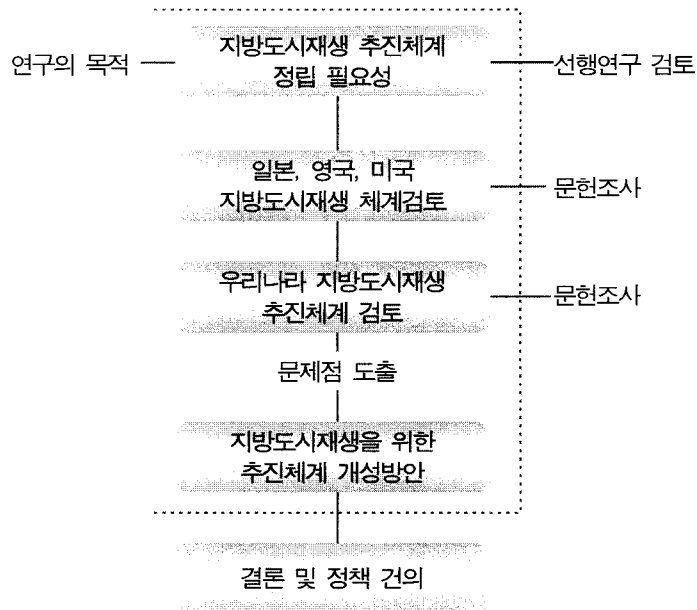 지방도시재생 추진체계
정립 필요성
연구의 목적
선행연구 검토
일본, 영국, 미국
지방도시재생 체계검토
문헌조사
우리나라 지방도시재생
추진체계 검토
문헌조사
문제점 도출
지방도시재생을 위한
추진체계 개성방안
결론 및 정책 건의